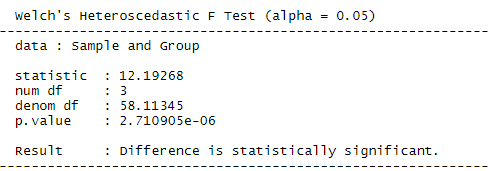 Welch's Heteroscedastic F Test (alpha = 0.05)
---------------------------------------------------------------
data : Sample and Group
statistic : 12.19268
num df : 3
denom df : 58.11345
p.value : 2.710905e-06
Result : Difference is statistically significant.
---------------------------------------------------------------